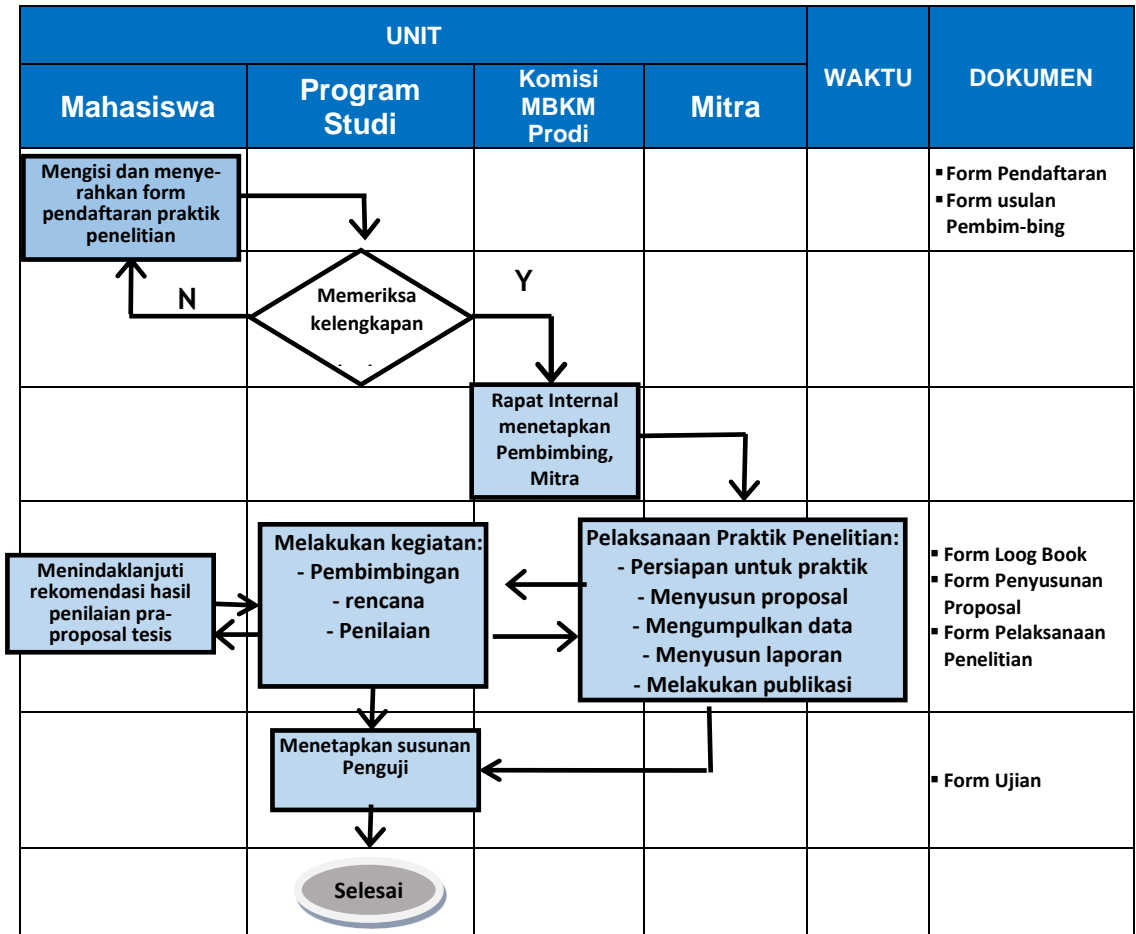 UNIT
WAKTU
DOKUMEN
Mahasiswa
Program
Studi
Komisi
MBKM
Prodi
Mitra
Mengisi dan menye-
rahkan form
pendaftaran praktik
penelitian
▪ Form Pendaftaran
▪ Form usulan
Pembim-bing
N
Memeriksa
kelengkapan
Y
Rapat Internal
menetapkan
Pembimbing,
Mitra
Menindaklanjuti
rekomendasi hasil
penilaian pra-
proposal tesis
Melakukan kegiatan:
- Pembimbingan
- rencana
- Penilaian
Pelaksanaan Praktik Penelitian:
- Persiapan untuk praktik
- Menyusun proposal
- Mengumpulkan data
- Menyusun laporan
- Melakukan publikasi
▪ Form Loog Book
▪ Form Penyusunan
Proposal
▪ Form Pelaksanaan
Penelitian
Menetapkan susunan
Penguji
▪ Form Ujian
Selesai